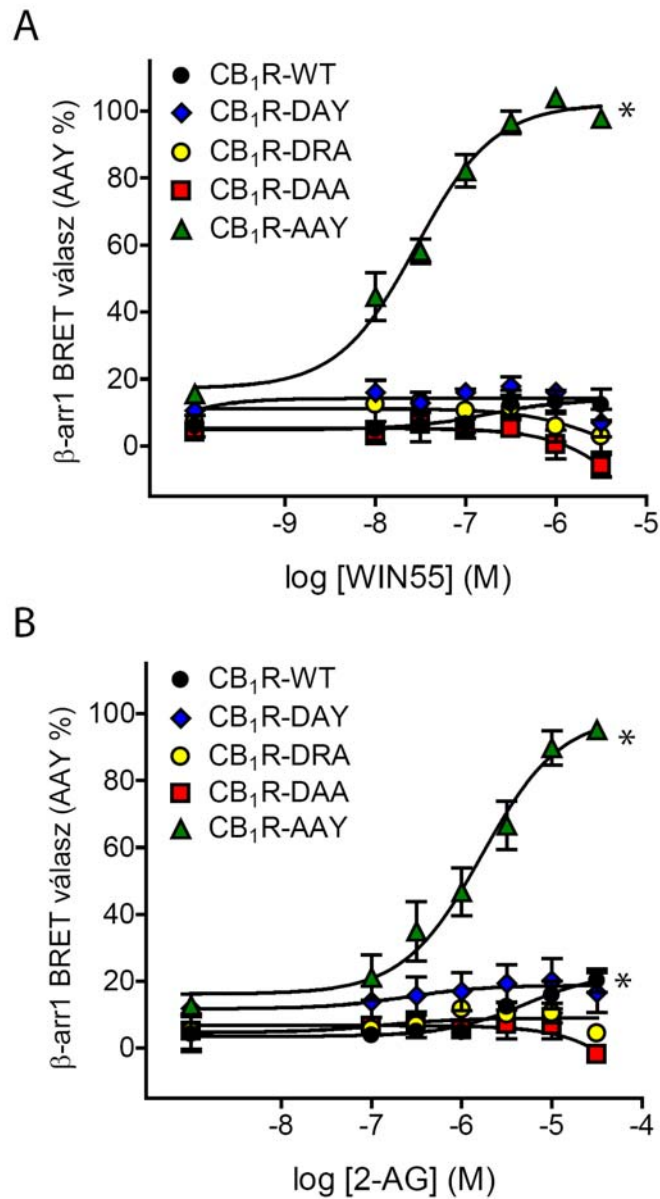 A
CB₁R-WT
CB₁R-DAY
CB₁R-DRA
CB₁R-DAA
CB₁R-AAY
β-arr1 BRET válasz (AAY %)
100
80
60
40
20
0
*
-9 -8 -7 -6 -5
log [WIN55] (M)
B
CB₁R-WT
CB₁R-DAY
CB₁R-DRA
CB₁R-DAA
CB₁R-AAY
β-arr1 BRET válasz (AAY %)
100
80
60
40
20
0
*
*
-8 -7 -6 -5 -4
log [2-AG] (M)